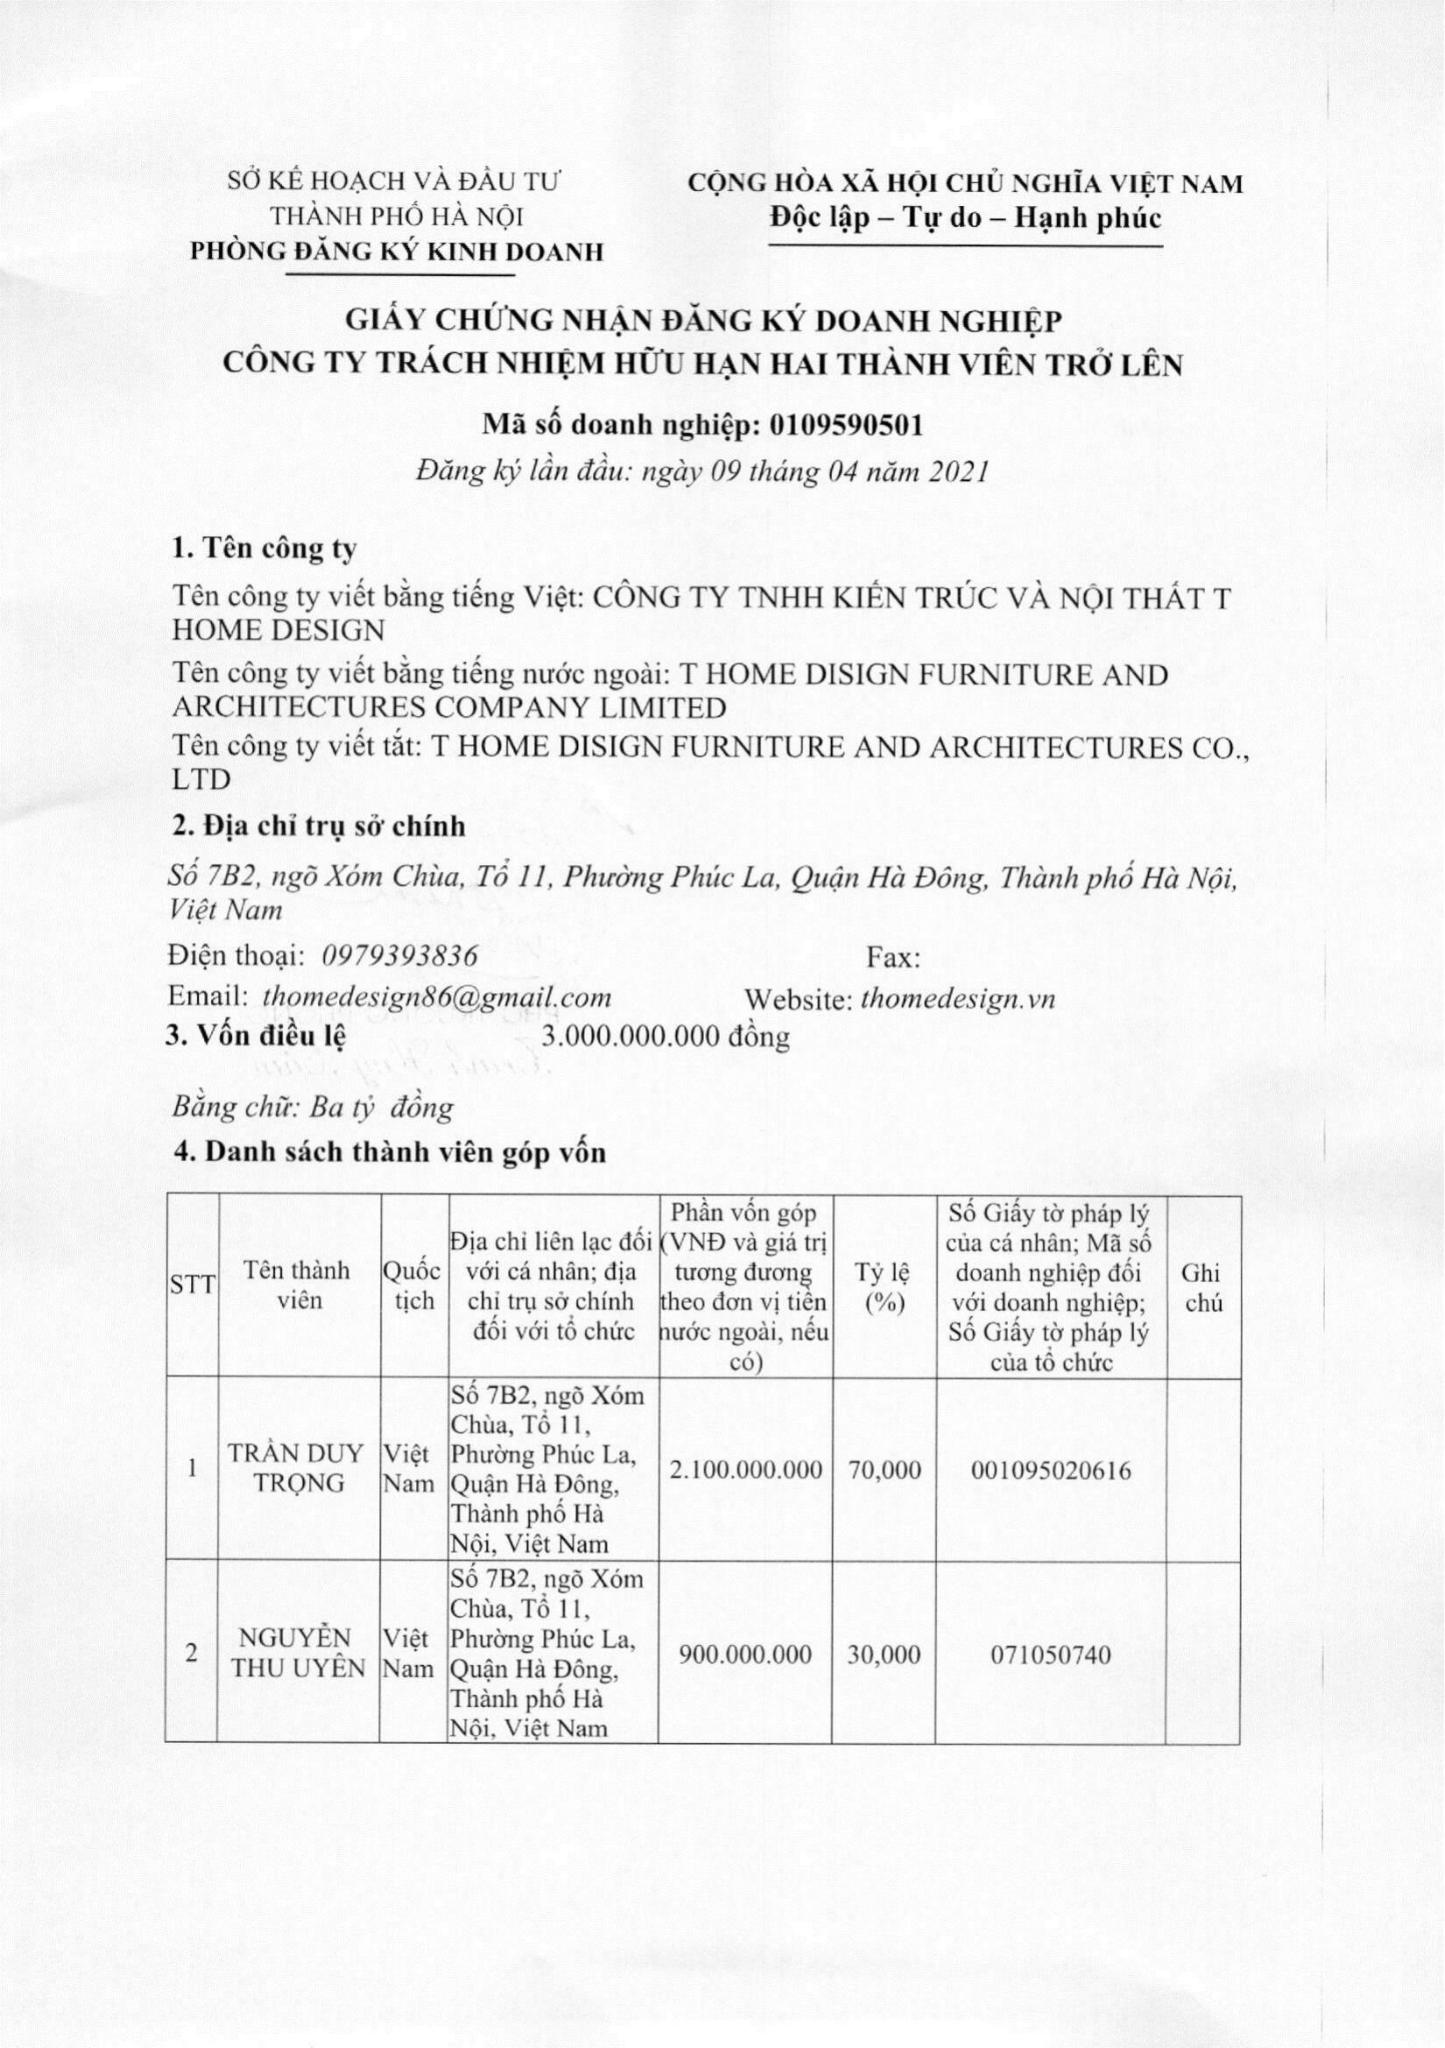 SỞ KẾ HOẠCH VÀ ĐẦU TƯ
THÀNH PHỐ HÀ NỘI
PHÒNG ĐĂNG KÝ KINH DOANH
CỘNG HÒA XÃ HỘI CHỦ NGHĨA VIỆT NAM
Độc lập – Tự do – Hạnh phúc
GIẤY CHỨNG NHẬN ĐĂNG KÝ DOANH NGHIỆP
CÔNG TY TRÁCH NHIỆM HỮU HẠN HAI THÀNH VIÊN TRỞ LÊN
Mã số doanh nghiệp: 0109590501
Đăng ký lần đầu: ngày 09 tháng 04 năm 2021
1. Tên công ty
Tên công ty viết bằng tiếng Việt: CÔNG TY TNHH KIẾN TRÚC VÀ NỘI THẤT T
HOME DESIGN
Tên công ty viết bằng tiếng nước ngoài: T HOME DISIGN FURNITURE AND
ARCHITECTURES COMPANY LIMITED
Tên công ty viết tắt: T HOME DISIGN FURNITURE AND ARCHITECTURES CO.,
LTD
2. Địa chỉ trụ sở chính
Số 7B2, ngõ Xóm Chùa, Tổ 11, Phường Phúc La, Quận Hà Đông, Thành phố Hà Nội,
Việt Nam
Điện thoại: 0979393836 Fax:
Email: thomedesign86@gmail.com Website: thomedesign.vn
3. Vốn điều lệ 3.000.000.000 đồng
Bằng chữ: Ba tỷ đồng
4. Danh sách thành viên góp vốn
STT
Tên thành
viên
Quốc
tịch
Địa chỉ liên lạc đối
với cá nhân; địa
chỉ trụ sở chính
đối với tổ chức
Phần vốn góp
(VNĐ và giá trị
tương đương
theo đơn vị tiền
nước ngoài, nếu
có)
Tỷ lệ
(%)
Số Giấy tờ pháp lý
của cá nhân; Mã số
doanh nghiệp đối
với doanh nghiệp;
Số Giấy tờ pháp lý
của tổ chức
Ghi
chú
1
TRẦN DUY
TRỌNG
Việt
Nam
Số 7B2, ngõ Xóm
Chùa, Tổ 11,
Phường Phúc La,
Quận Hà Đông,
Thành phố Hà
Nội, Việt Nam
2.100.000.000
70,000
001095020616
2
NGUYỄN
THU UYÊN
Việt
Nam
Số 7B2, ngõ Xóm
Chùa, Tổ 11,
Phường Phúc La,
Quận Hà Đông,
Thành phố Hà
Nội, Việt Nam
900.000.000
30,000
071050740